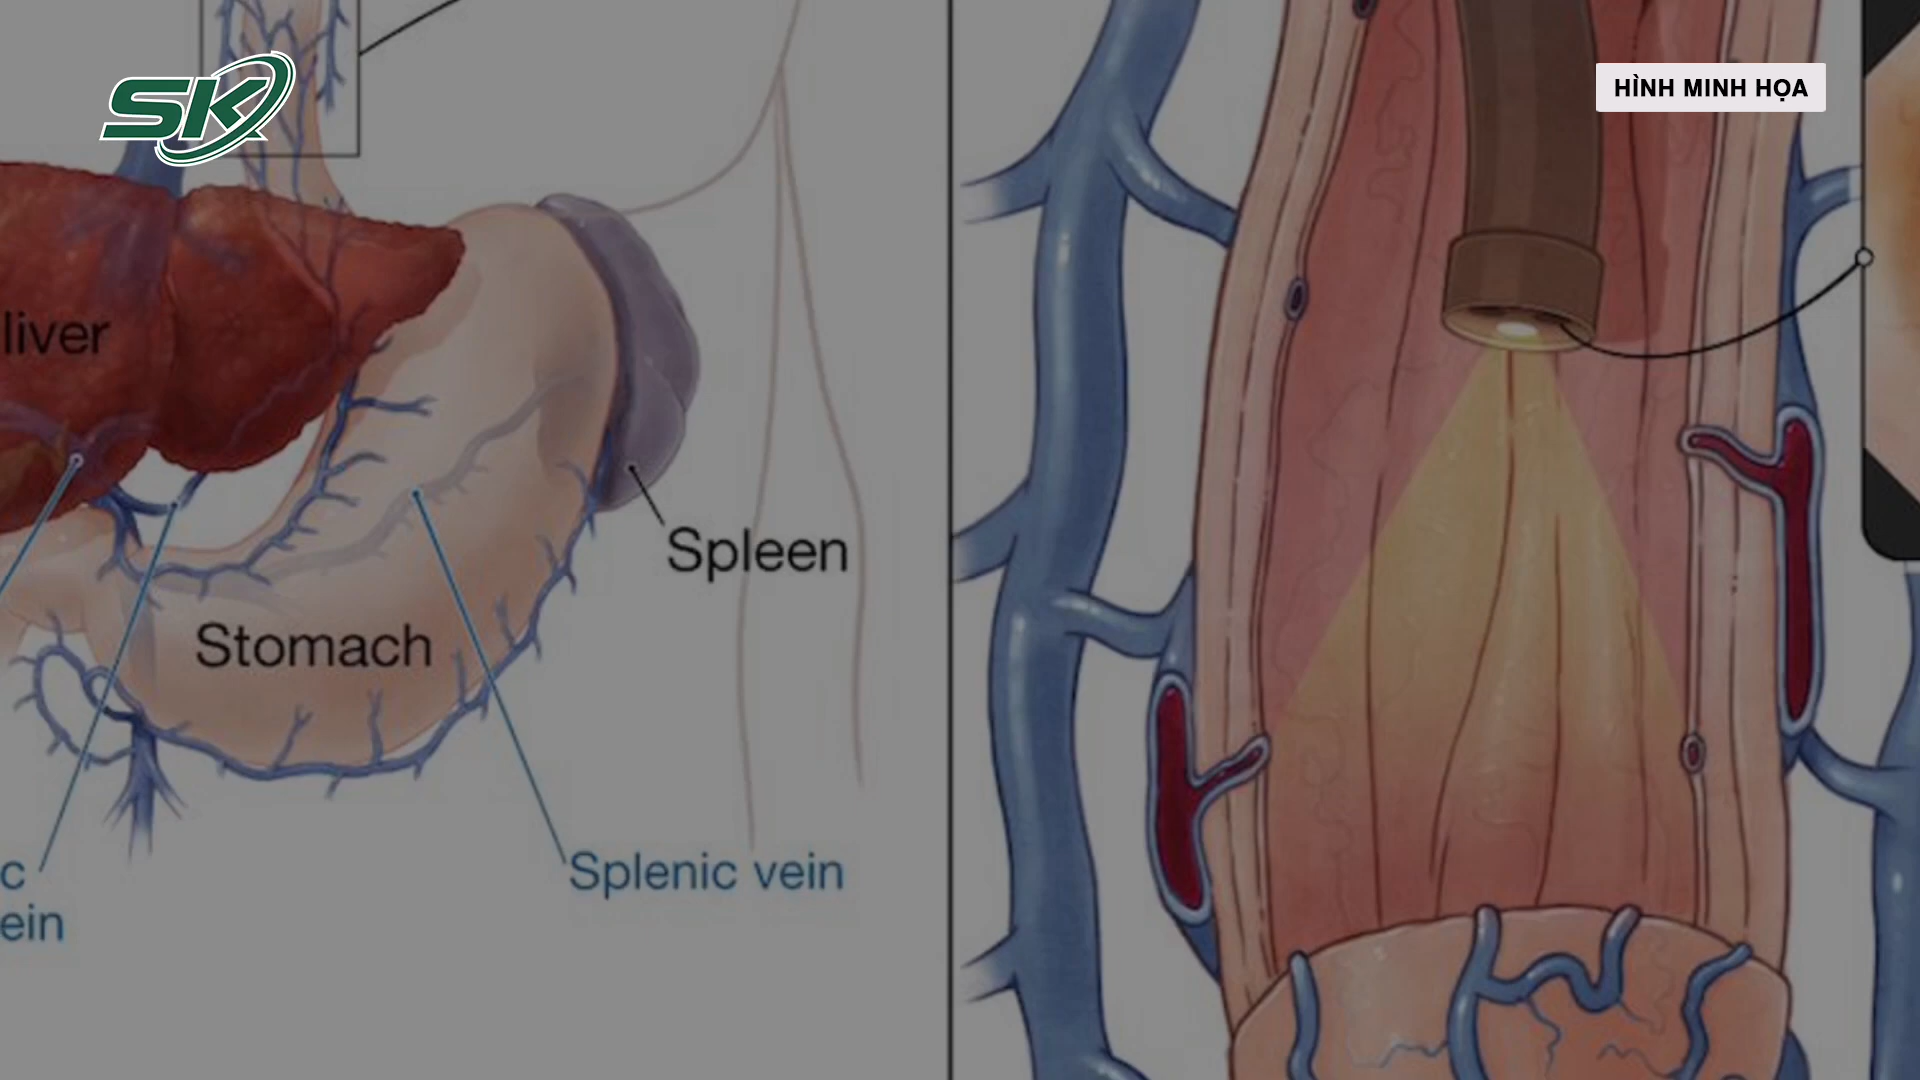 SK
HÌNH MINH HỌA
liver
Spleen
Stomach
Splenic vein
c
ein